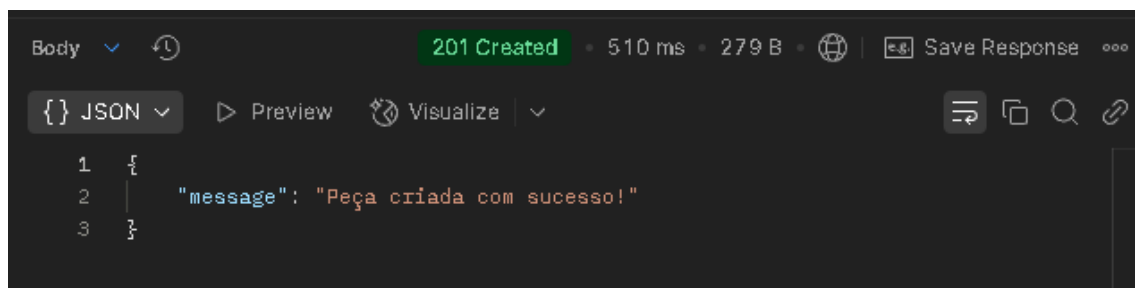 Body 201 Created • 510 ms • 279 B • e.g. Save Response
{} JSON Preview Visualize
1 {
2 "message": "Peça criada com sucesso!"
3 }